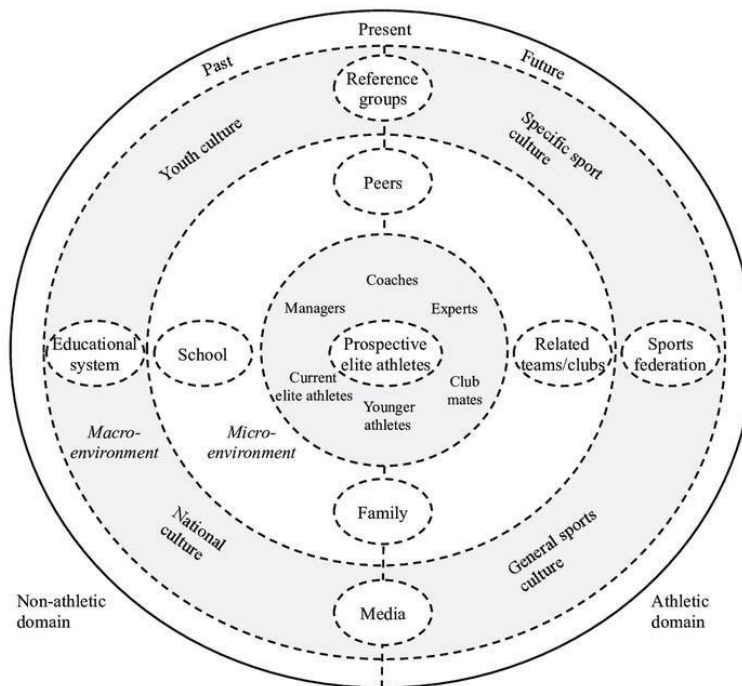 Present
Past
Future
Reference
groups
Youth culture
Specific sport
culture
Peers
Coaches
Managers
Experts
Educational
system
School
Prospective
elite athletes
Related
teams/clubs
Sports
federation
Current
elite athletes
Club
mates
Younger
athletes
Macro-
environment
Micro-
environment
Family
National
culture
General sports
culture
Media
Non-athletic
domain
Athletic
domain